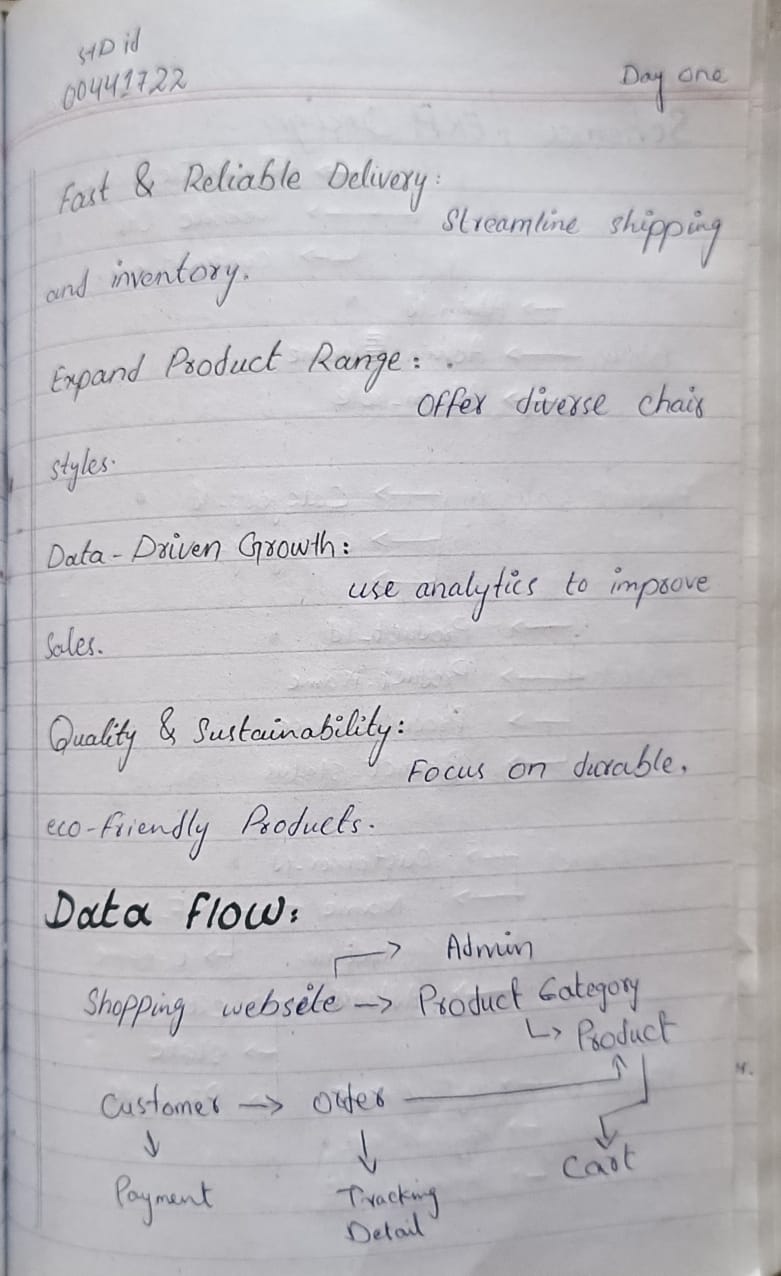 STD id
00441722
Day one
Fast & Reliable Delivery:
Streamline shipping
and inventory.
Expand Product Range:
Offer diverse chair
styles.
Data-Driven Growth:
use analytics to improve
Sales.
Quality & Sustainability:
Focus on durable,
eco-friendly Products.
Data Flow:
Admin
Shopping website → Product Category
↳ Product
Customer → Order
Cart
Payment
Tracking
Detail